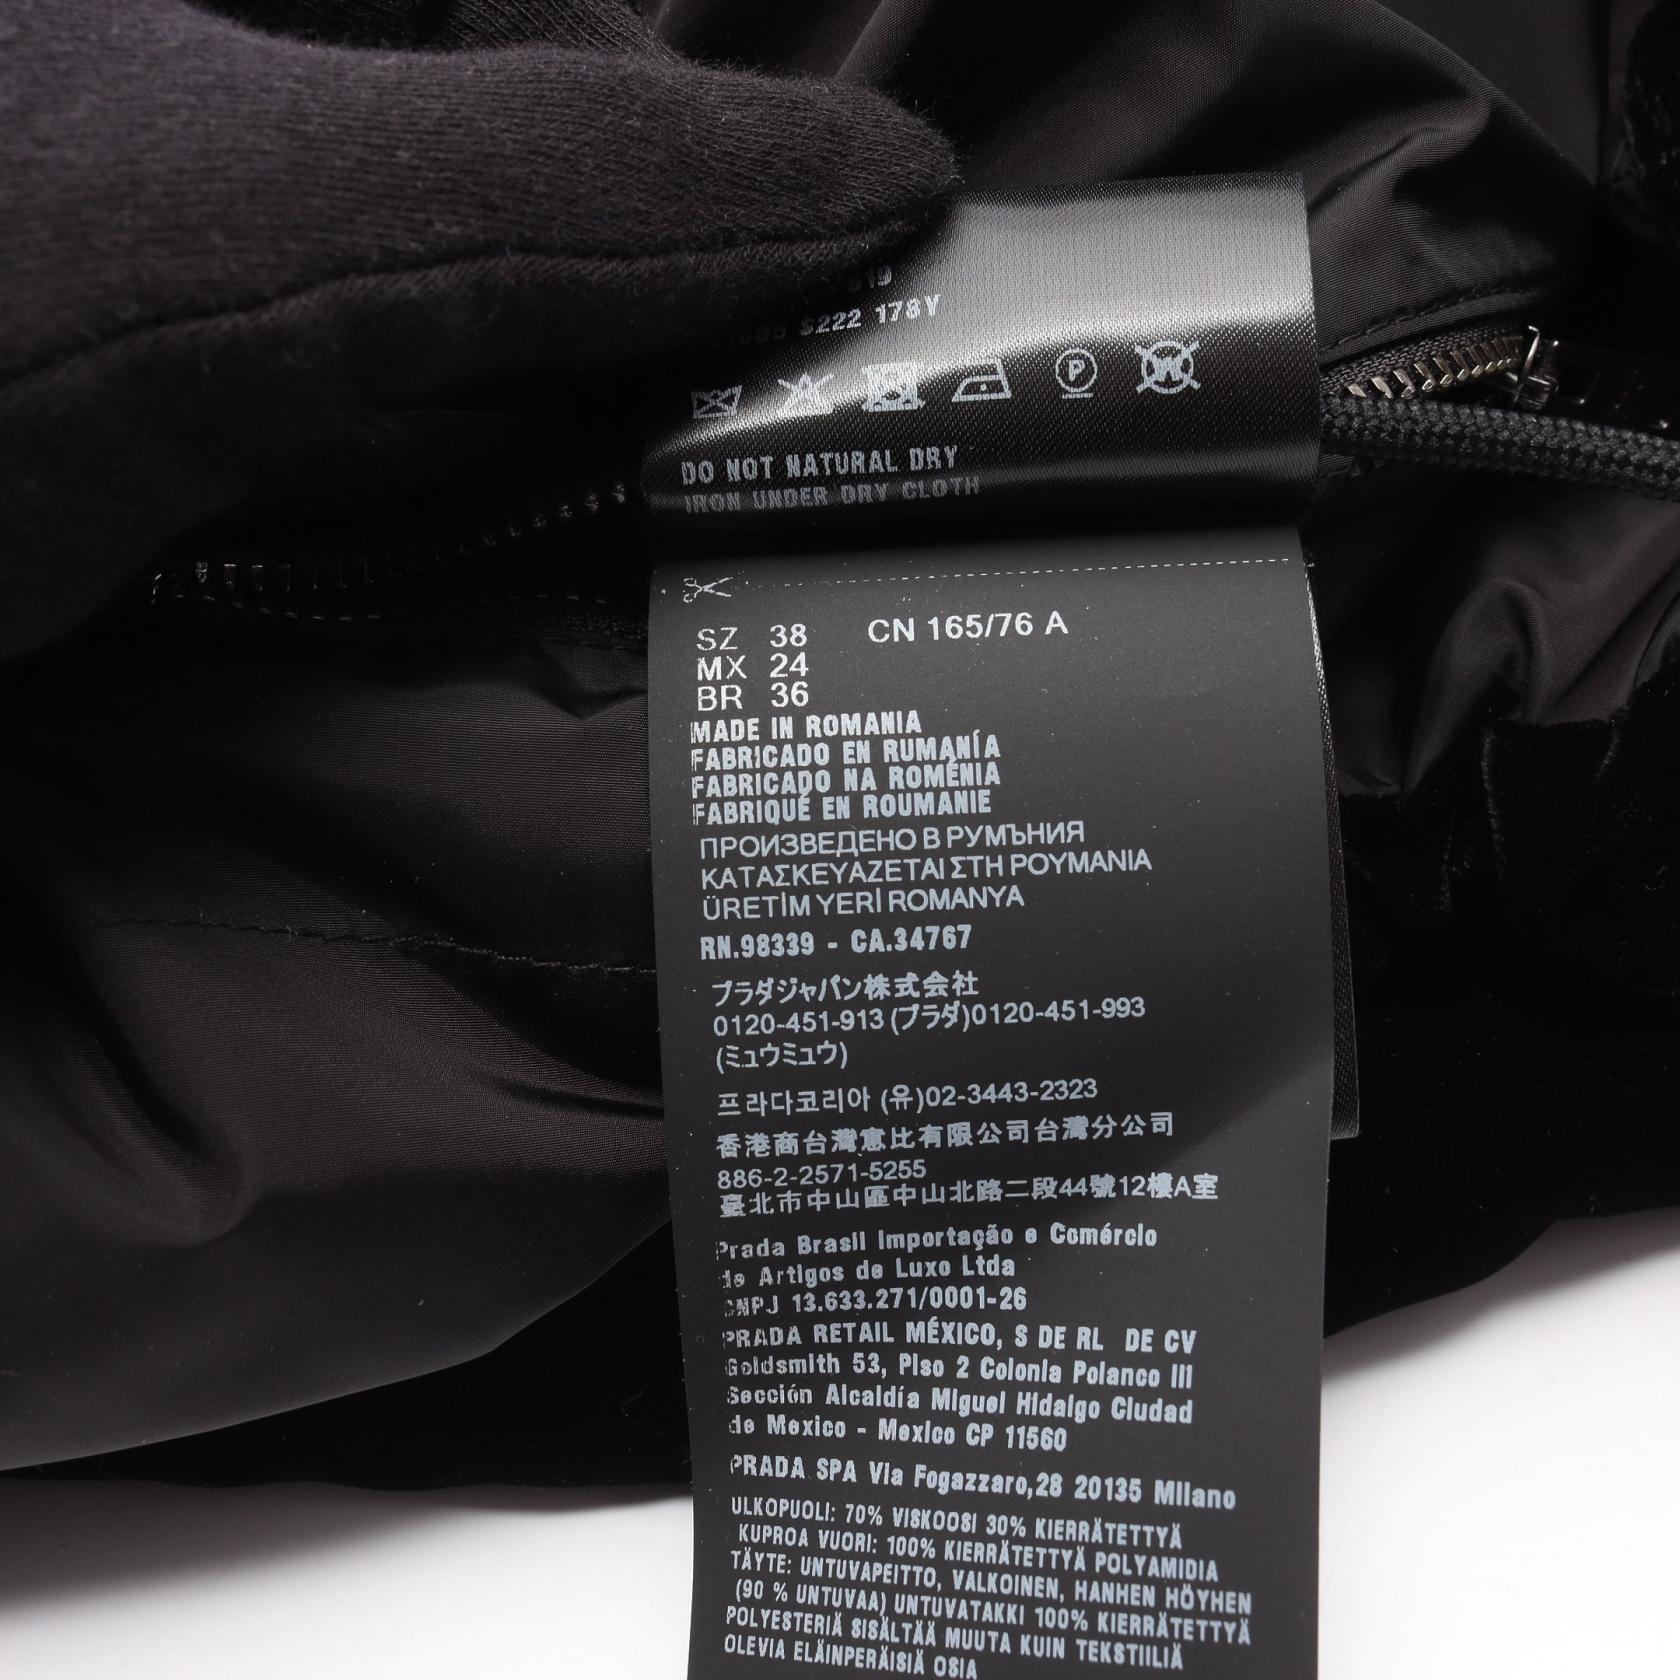 S222 178Y
DO NOT NATURAL DRY
IRON UNDER DRY CLOTH
SZ 38 CN 165/76 A
MX 24
BR 36
MADE IN ROMANIA
FABRICADO EN RUMANÍA
FABRICADO NA ROMÉNIA
FABRIQUÉ EN ROUMANIE
ПРОИЗВЕДЕНО В РУМЪНИЯ
ΚΑΤΑΣΚΕΥΑΖΕΤΑΙ ΣΤΗ ΡΟΥΜΑΝΙΑ
ÜRETİM YERİ ROMANYA
RN.98339 - CA.34767
プラダジャパン株式会社
0120-451-913 (プラダ)0120-451-993
(ミュウミュウ)
프라다코리아 (유)02-3443-2323
香港商台灣惠比有限公司台灣分公司
886-2-2571-5255
臺北市中山區中山北路二段44號12樓A室
Prada Brasil Importação e Comércio
de Artigos de Luxo Ltda
CNPJ 13.633.271/0001-26
PRADA RETAIL MÉXICO, S DE RL DE CV
Goldsmith 53, Piso 2 Colonia Polanco III
Sección Alcaldía Miguel Hidalgo Ciudad
de Mexico - Mexico CP 11560
PRADA SPA Via Fogazzaro,28 20135 Milano
ULKOPUOLI: 70% VISKOOSI 30% KIERRÄTETTYÄ
KUPROA VUORI: 100% KIERRÄTETTYÄ POLYAMIDIA
TÄYTE: UNTUVAPEITTO, VALKOINEN, HANHEN HÖYHEN
(90 % UNTUVAA) UNTUVATAKKI 100% KIERRÄTETTYÄ
POLYESTERIÄ SISÄLTÄÄ MUUTA KUIN TEKSTIILIÄ
OLEVIA ELÄINPERÄISIÄ OSIA